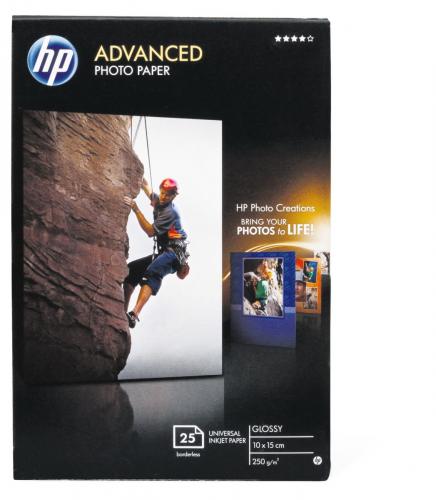 hp
ADVANCED
PHOTO PAPER
HP Photo Creations
BRING YOUR
PHOTOS to LIFE!
25
borderless
UNIVERSAL
INKJET PAPER
GLOSSY
10 x 15 cm
250 g/m²
hp